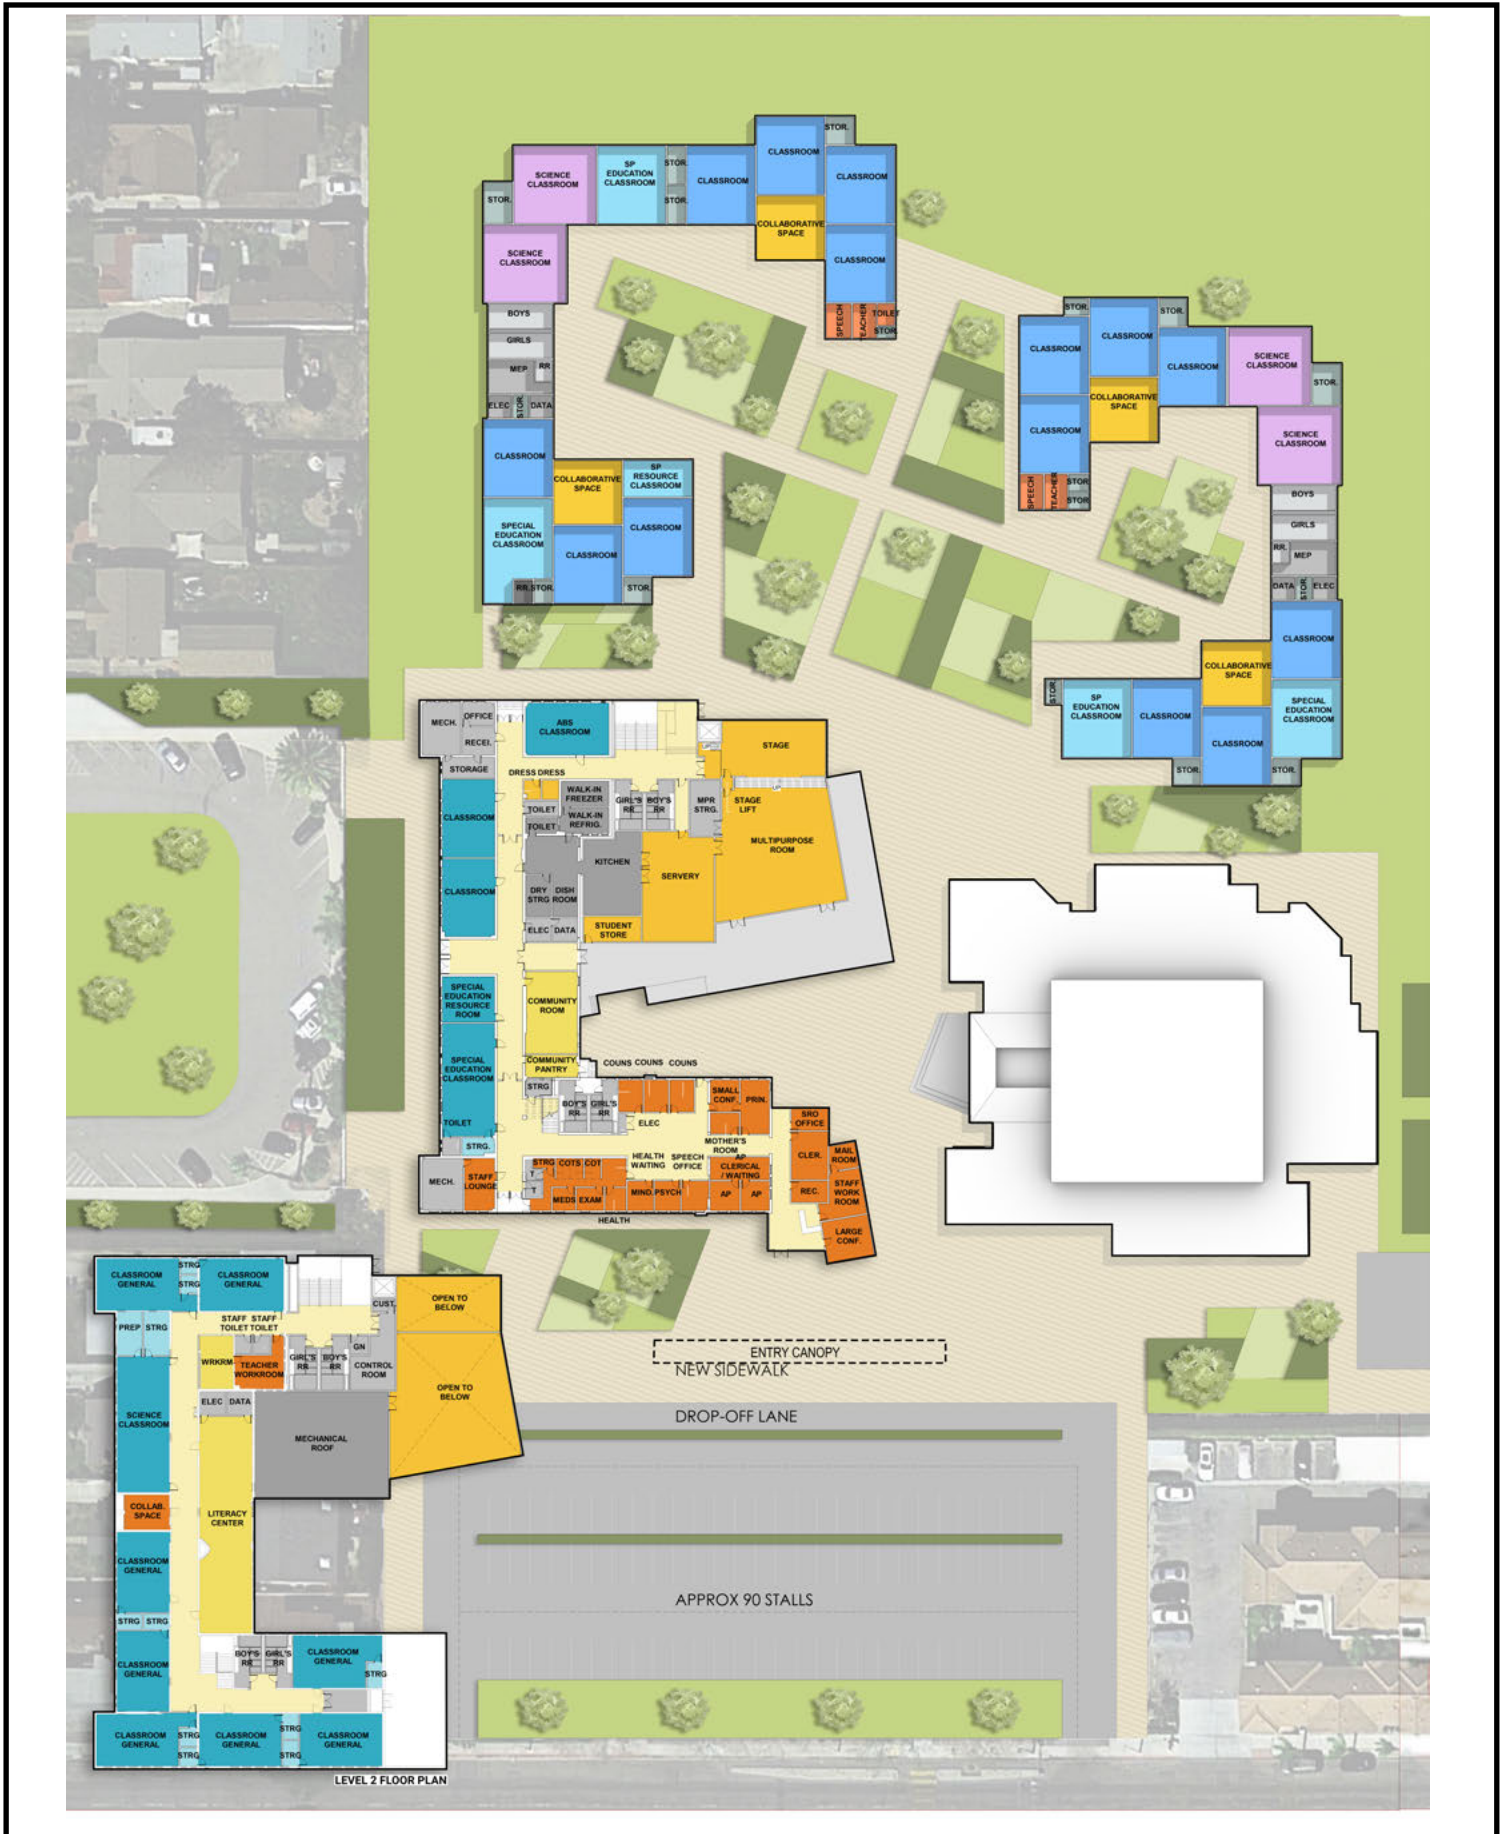 STOR.
CLASSROOM
SCIENCE
CLASSROOM
SP
EDUCATION
CLASSROOM
STOR.
STOR.
CLASSROOM
CLASSROOM
STOR.
COLLABORATIVE
SPACE
SCIENCE
CLASSROOM
CLASSROOM
BOYS
GIRLS
MEP
RR
ELEC
STOR.
DATA
SPEECH
TEACHER
TOILET
STOR
CLASSROOM
COLLABORATIVE
SPACE
SP
RESOURCE
CLASSROOM
SPECIAL
EDUCATION
CLASSROOM
CLASSROOM
CLASSROOM
RR
STOR.
STOR.
STOR.
STOR.
CLASSROOM
CLASSROOM
CLASSROOM
SCIENCE
CLASSROOM
STOR.
COLLABORATIVE
SPACE
CLASSROOM
SCIENCE
CLASSROOM
SPEECH
TEACHER
STOR
STOR
BOYS
GIRLS
RR.
MEP
DATA
STOR.
ELEC
CLASSROOM
COLLABORATIVE
SPACE
STOR.
SP
EDUCATION
CLASSROOM
CLASSROOM
SPECIAL
EDUCATION
CLASSROOM
CLASSROOM
STOR.
STOR.
MECH.
OFFICE
RECEI.
STORAGE
ABS
CLASSROOM
UP
STAGE
DRESS DRESS
WALK-IN
FREEZER
TOILET
WALK-IN
REFRIG.
TOILET
GIRL'S
RR
BOY'S
RR
MPR
STRG.
STAGE
LIFT
UP
CLASSROOM
MULTIPURPOSE
ROOM
KITCHEN
SERVERY
CLASSROOM
DRY
STRG
DISH
ROOM
ELEC DATA
STUDENT
STORE
SPECIAL
EDUCATION
RESOURCE
ROOM
COMMUNITY
ROOM
SPECIAL
EDUCATION
CLASSROOM
COMMUNITY
PANTRY
COUNS COUNS COUNS
STRG
BOY'S
RR
GIRL'S
RR
SMALL
CONF.
PRIN.
TOILET
ELEC
SRO
OFFICE
STRG.
MOTHER'S
ROOM
CLER.
MAIL
ROOM
HEALTH
WAITING
SPEECH
OFFICE
AP
CLERICAL
/ WAITING
MECH.
STAFF
LOUNGE
STRG
COTS
COT
T
T
MEDS
EXAM
MIND.
PSYCH
AP
AP
REC.
STAFF
WORK
ROOM
HEALTH
LARGE
CONF.
CLASSROOM
GENERAL
STRG
STRG
CLASSROOM
GENERAL
CUST.
OPEN TO
BELOW
PREP
STRG
STAFF
TOILET
STAFF
TOILET
WRKRM
TEACHER
WORKROOM
GIRL'S
RR
BOY'S
RR
GN
CONTROL
ROOM
OPEN TO
BELOW
ELEC
DATA
SCIENCE
CLASSROOM
MECHANICAL
ROOF
COLLAB.
SPACE
LITERACY
CENTER
CLASSROOM
GENERAL
STRG
STRG
CLASSROOM
GENERAL
BOY'S
RR
GIRL'S
RR
CLASSROOM
GENERAL
STRG
CLASSROOM
GENERAL
STRG
STRG
CLASSROOM
GENERAL
STRG
STRG
CLASSROOM
GENERAL
LEVEL 2 FLOOR PLAN
ENTRY CANOPY
NEW SIDEWALK
DROP-OFF LANE
APPROX 90 STALLS